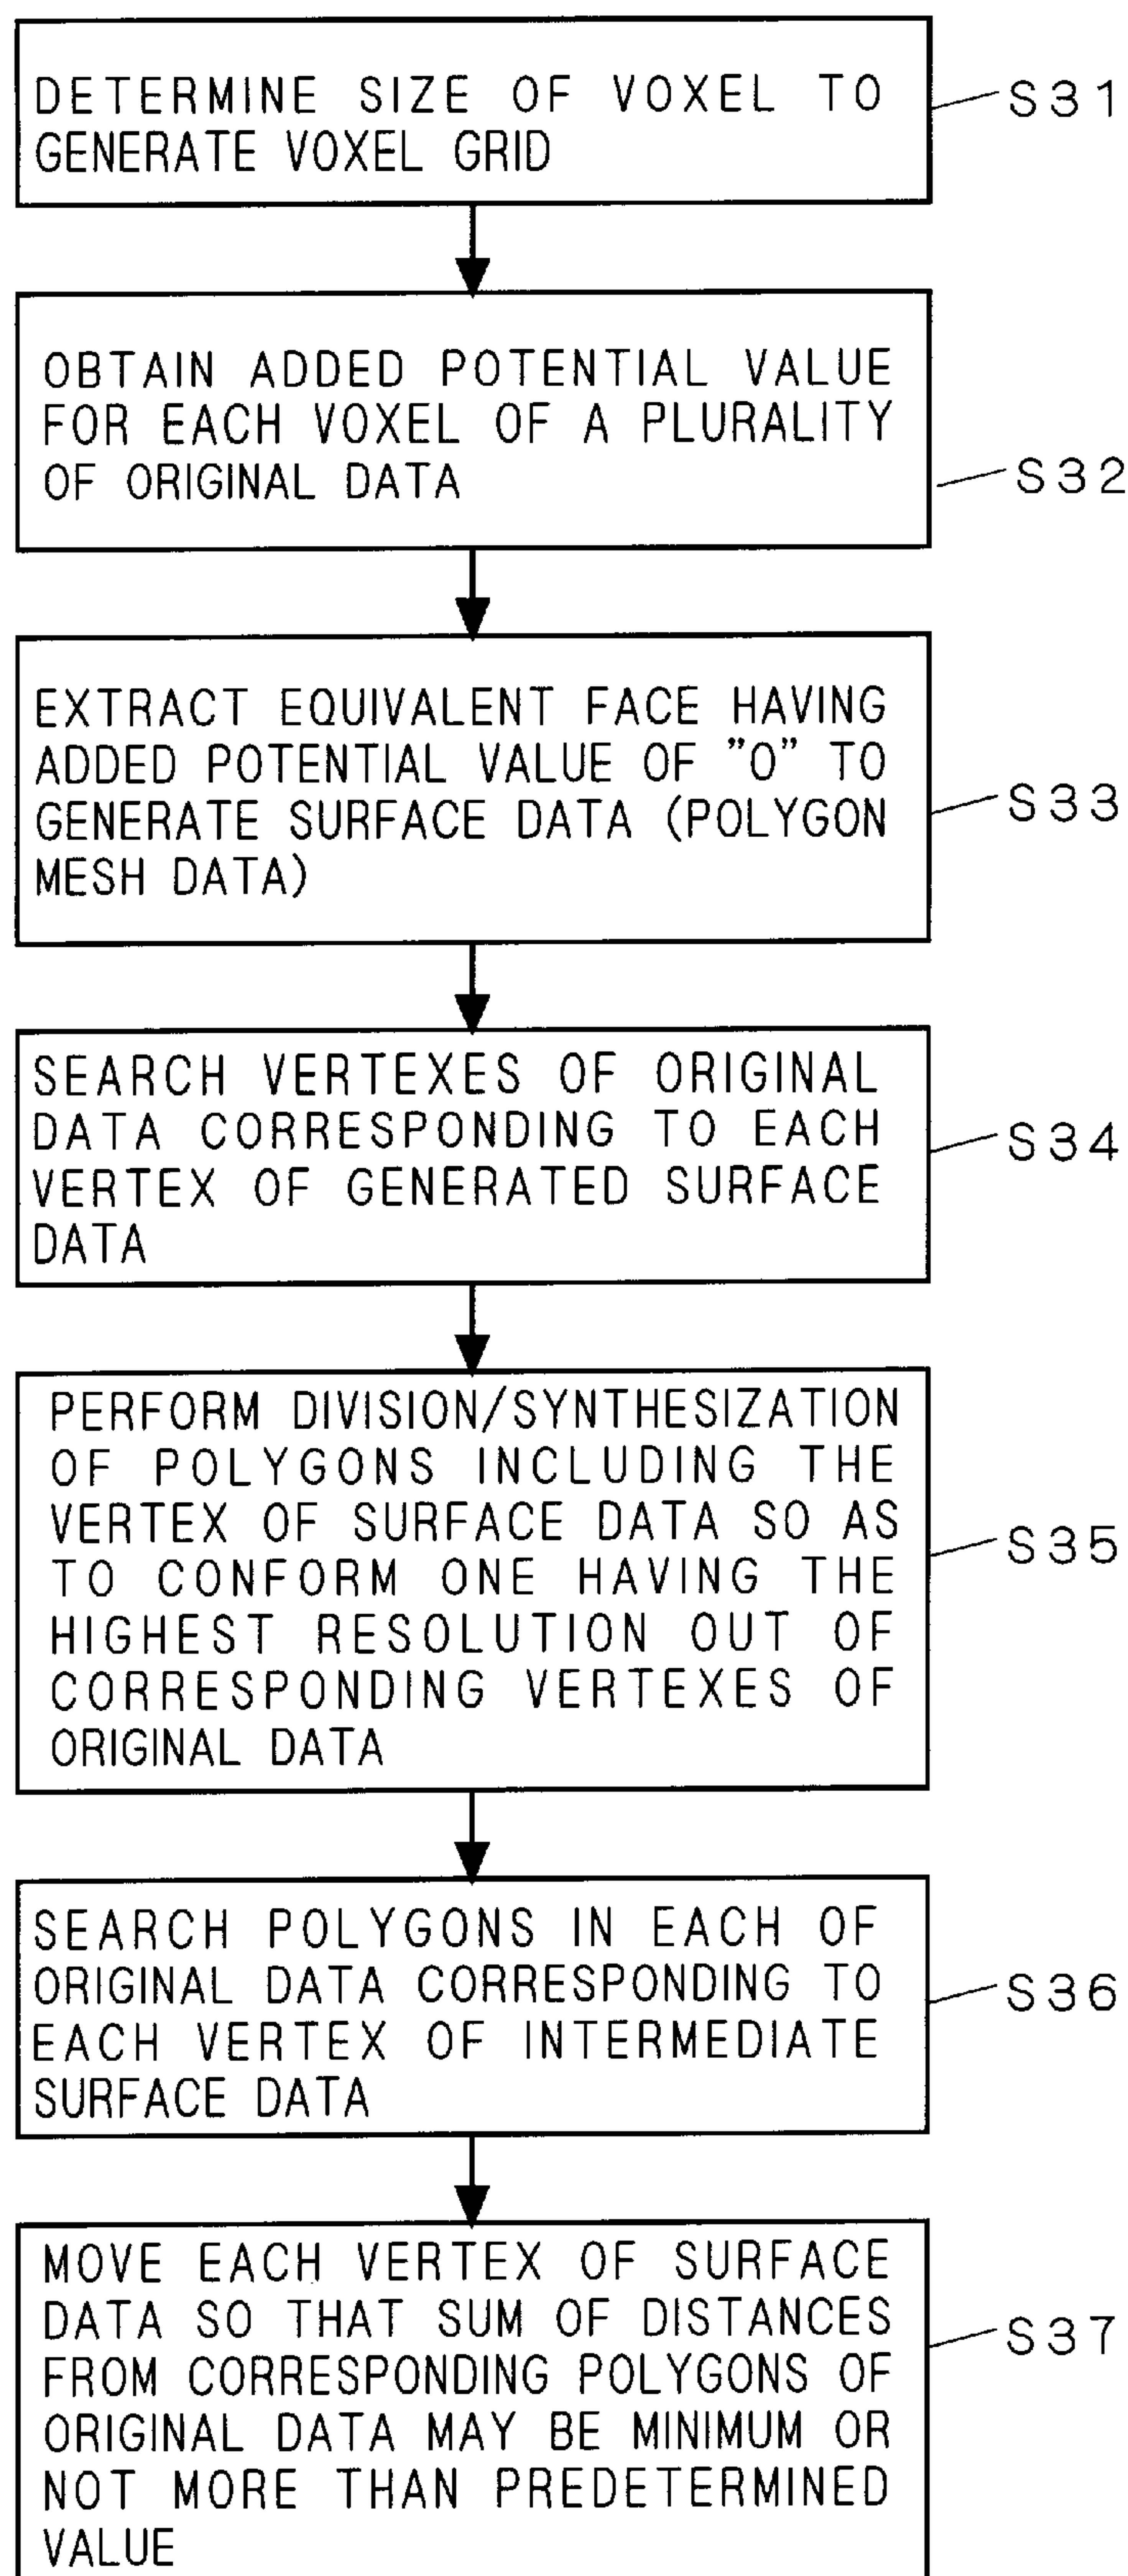 DETERMINE SIZE OF VOXEL TO
GENERATE VOXEL GRID
S31
OBTAIN ADDED POTENTIAL VALUE
FOR EACH VOXEL OF A PLURALITY
OF ORIGINAL DATA
S32
EXTRACT EQUIVALENT FACE HAVING
ADDED POTENTIAL VALUE OF "0" TO
GENERATE SURFACE DATA (POLYGON
MESH DATA)
S33
SEARCH VERTEXES OF ORIGINAL
DATA CORRESPONDING TO EACH
VERTEX OF GENERATED SURFACE
DATA
S34
PERFORM DIVISION/SYNTHESIZATION
OF POLYGONS INCLUDING THE
VERTEX OF SURFACE DATA SO AS
TO CONFORM ONE HAVING THE
HIGHEST RESOLUTION OUT OF
CORRESPONDING VERTEXES OF
ORIGINAL DATA
S35
SEARCH POLYGONS IN EACH OF
ORIGINAL DATA CORRESPONDING TO
EACH VERTEX OF INTERMEDIATE
SURFACE DATA
S36
MOVE EACH VERTEX OF SURFACE
DATA SO THAT SUM OF DISTANCES
FROM CORRESPONDING POLYGONS OF
ORIGINAL DATA MAY BE MINIMUM OR
NOT MORE THAN PREDETERMINED
VALUE
S37